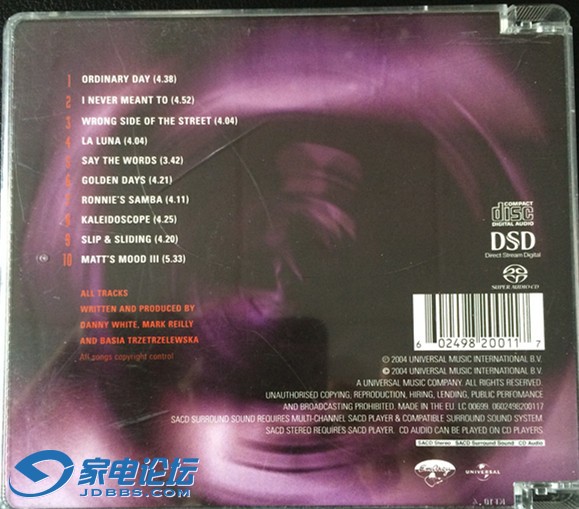 1 ORDINARY DAY (4.38)
2 I NEVER MEANT TO (4.52)
3 WRONG SIDE OF THE STREET (4.04)
4 LA LUNA (4.04)
5 SAY THE WORDS (3.42)
6 GOLDEN DAYS (4.21)
7 RONNIE'S SAMBA (4.11)
8 KALEIDOSCOPE (4.25)
9 SLIP & SLIDING (4.20)
10 MATT'S MOOD III (5.33)
ALL TRACKS
WRITTEN AND PRODUCED BY
DANNY WHITE, MARK REILLY
AND BASIA TRZETRZELEWSKA
All songs copyright control
COMPACT
disc
DIGITAL AUDIO
DSD
Direct Stream Digital
SUPER AUDIO CD
6 02498 20011 7
℗ 2004 UNIVERSAL MUSIC INTERNATIONAL B.V.
© 2004 UNIVERSAL MUSIC INTERNATIONAL B.V.
A UNIVERSAL MUSIC COMPANY. ALL RIGHTS RESERVED.
UNAUTHORISED COPYING, REPRODUCTION, HIRING, LENDING, PUBLIC PERFOMANCE
AND BROADCASTING PROHIBITED. MADE IN THE EU. LC 00699. 0602498200117
SACD SURROUND SOUND REQUIRES MULTI-CHANNEL SACD PLAYER & COMPATIBLE SURROUND SOUND SYSTEM.
SACD STEREO REQUIRES SACD PLAYER. CD AUDIO CAN BE PLAYED ON CD PLAYERS
SACD Stereo SACD Surround Sound CD Audio
EmArcy
UNIVERSAL
家电论坛
JDBBS.COM